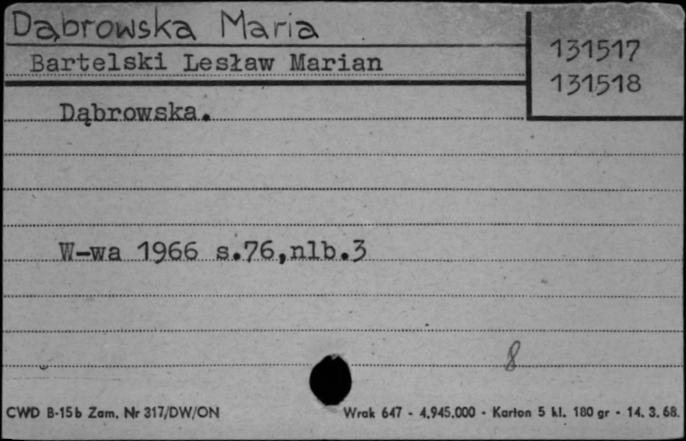 Dąbrowska Maria
131517
Bartelski Lesław Marian
131518
Dąbrowska.
W-wa 1966 s.76,nlb.3
8
CWD B-15b Zam. Nr 317/DW/ON Wrak 647 - 4.945.000 - Karton 5 kl. 180 gr - 14. 3. 68.